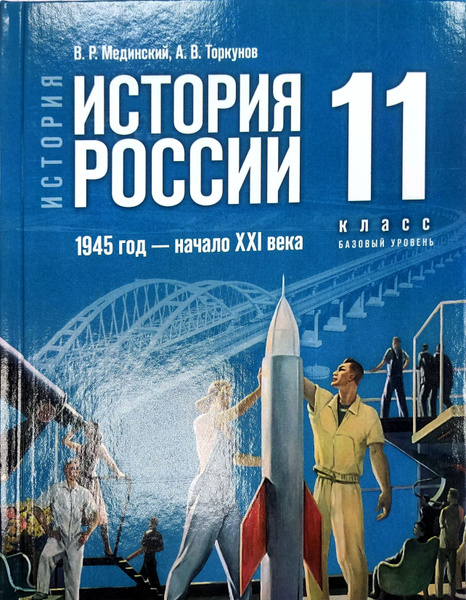 В. Р. Мединский, А. В. Торкунов
ИСТОРИЯ
ИСТОРИЯ
РОССИИ
11
класс
БАЗОВЫЙ УРОВЕНЬ
1945 год — начало XXI века